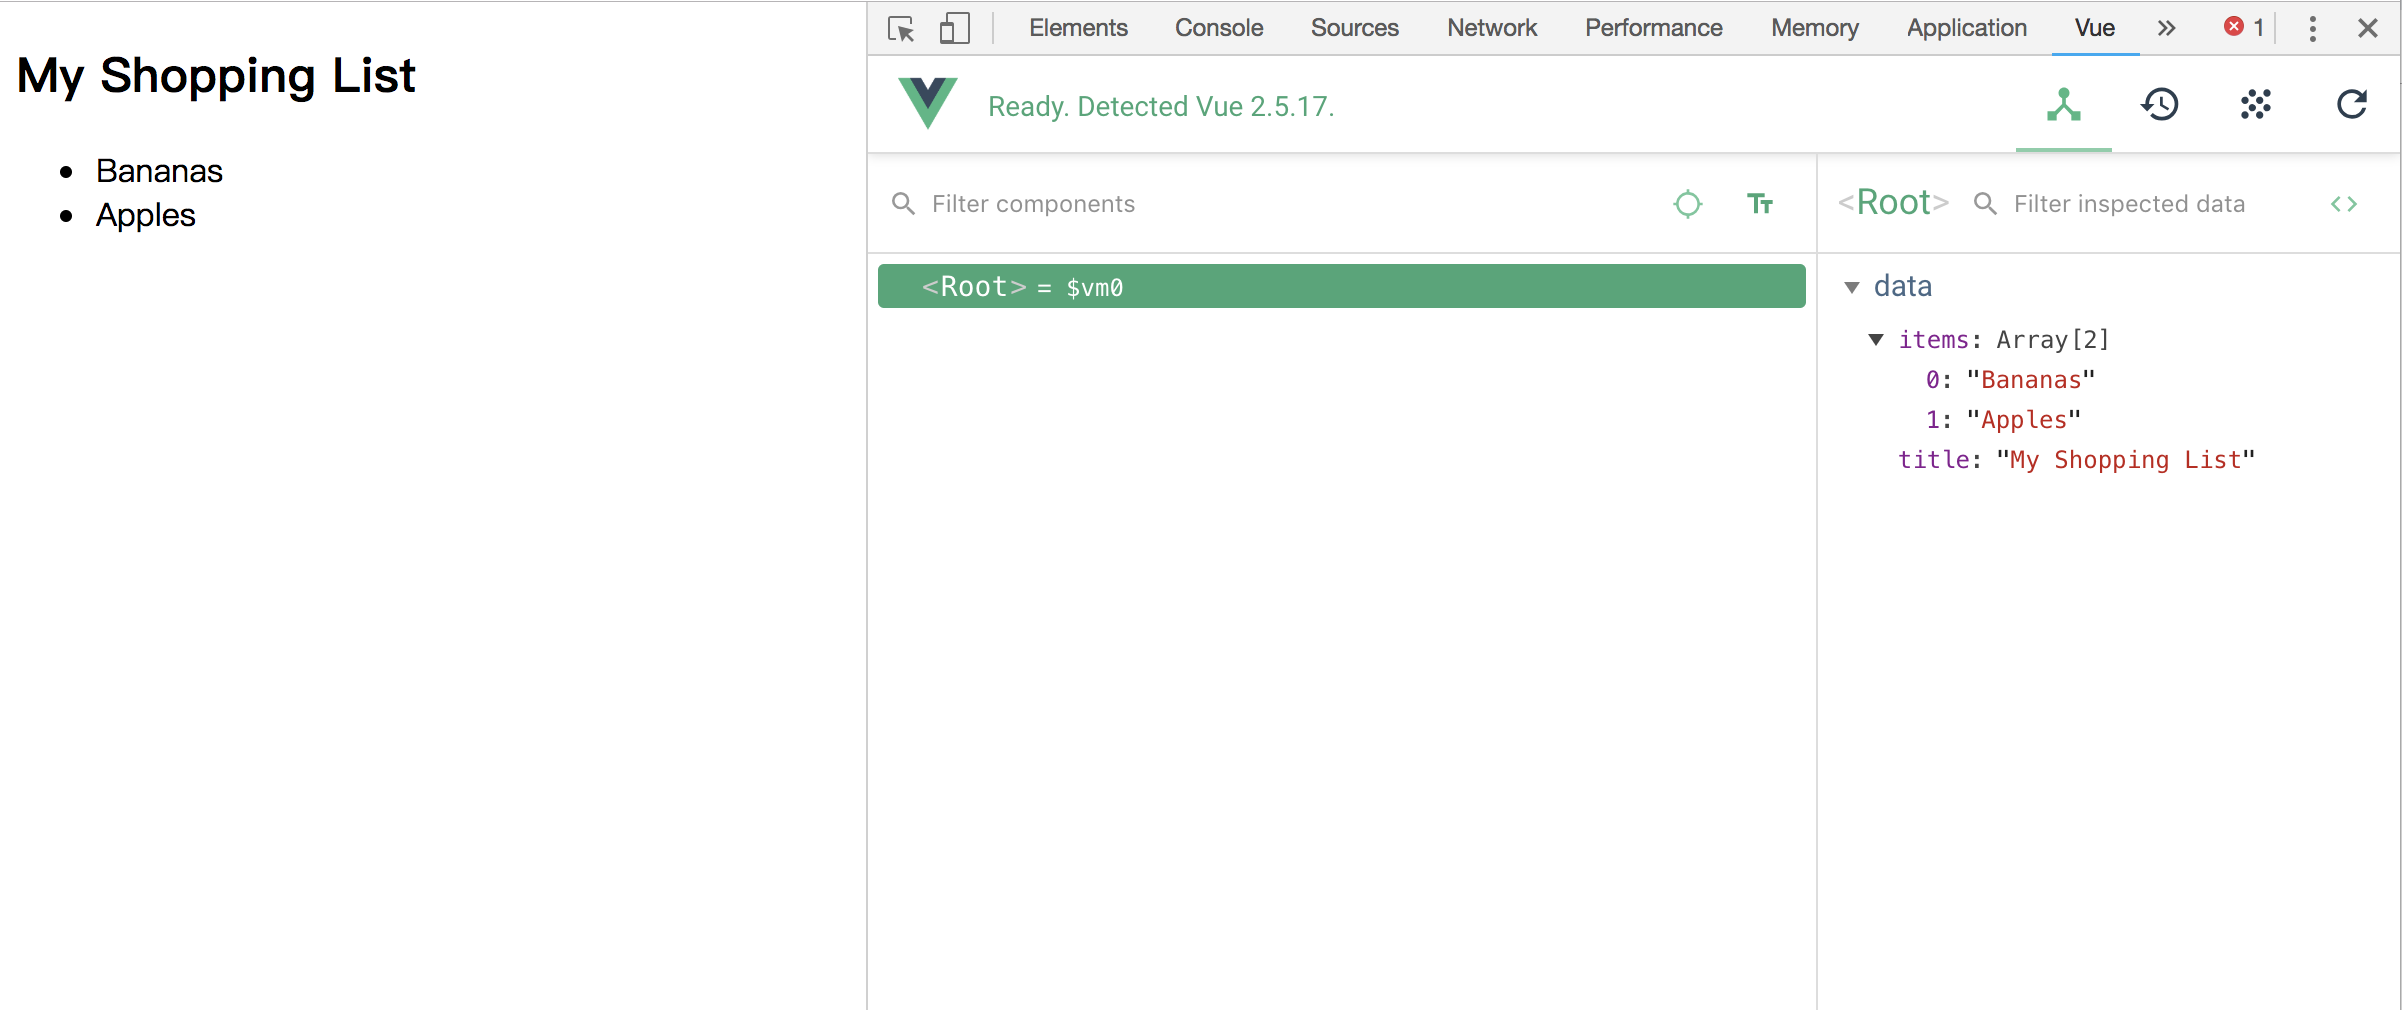 My Shopping List
Bananas
Apples
Elements Console Sources Network Performance Memory Application Vue » 1
Ready. Detected Vue 2.5.17.
Filter components
<Root> = $vm0
<Root> Filter inspected data
data
items: Array[2]
0: "Bananas"
1: "Apples"
title: "My Shopping List"